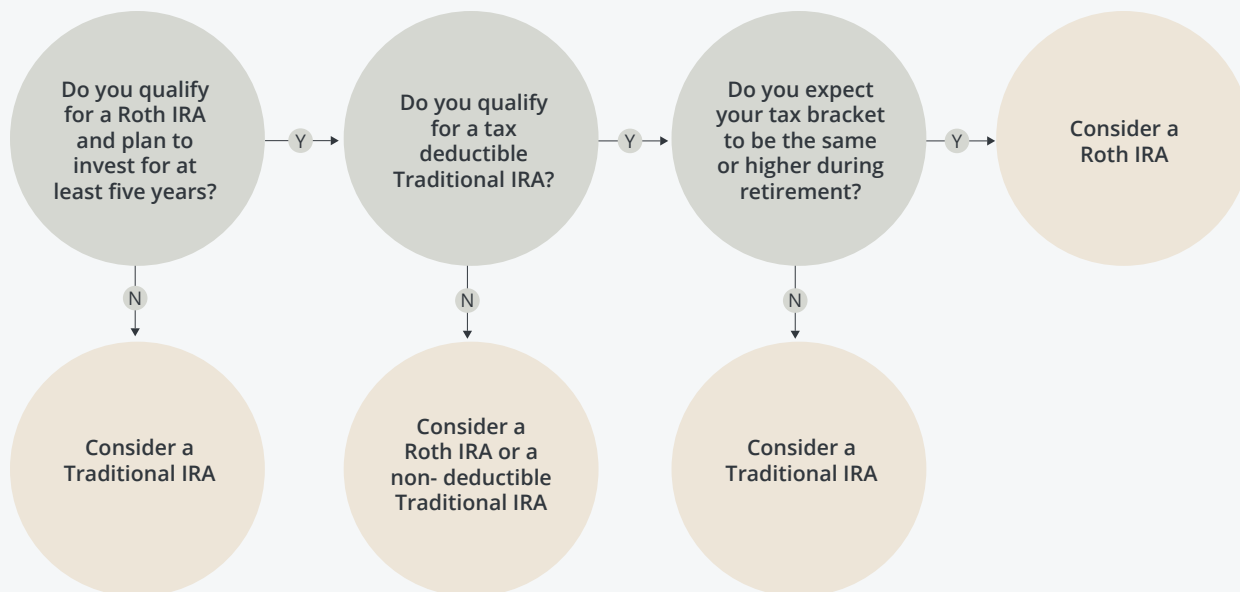 Do you qualify
for a Roth IRA
and plan to
invest for at
least five years?
Y
Do you qualify
for a tax
deductible
Traditional IRA?
Y
Do you expect
your tax bracket
to be the same
or higher during
retirement?
Y
Consider a
Roth IRA
N
N
N
Consider a
Traditional IRA
Consider a
Roth IRA or a
non- deductible
Traditional IRA
Consider a
Traditional IRA